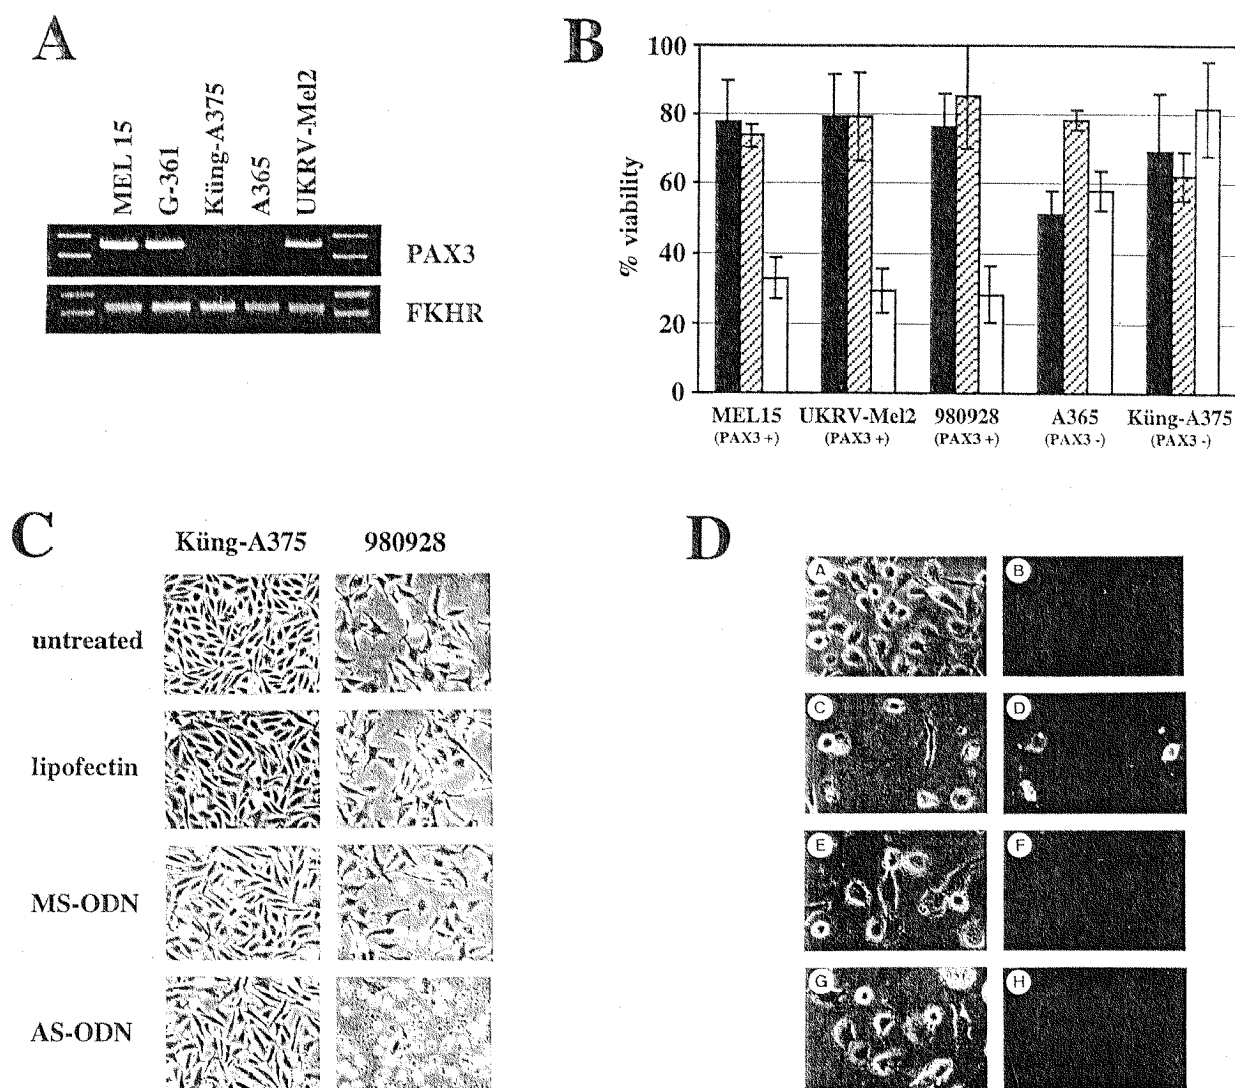 A
MEL 15
G-361
Küng-A375
A365
UKRV-Mel2
PAX3
FKHR
B
% viability
100
80
60
40
20
0
MEL15 UKRV-Mel2 980928 A365 Küng-A375
(PAX3 +) (PAX3 +) (PAX3 +) (PAX3 -) (PAX3 -)
C
Küng-A375 980928
untreated
lipofectin
MS-ODN
AS-ODN
D
A B
C D
E F
G H